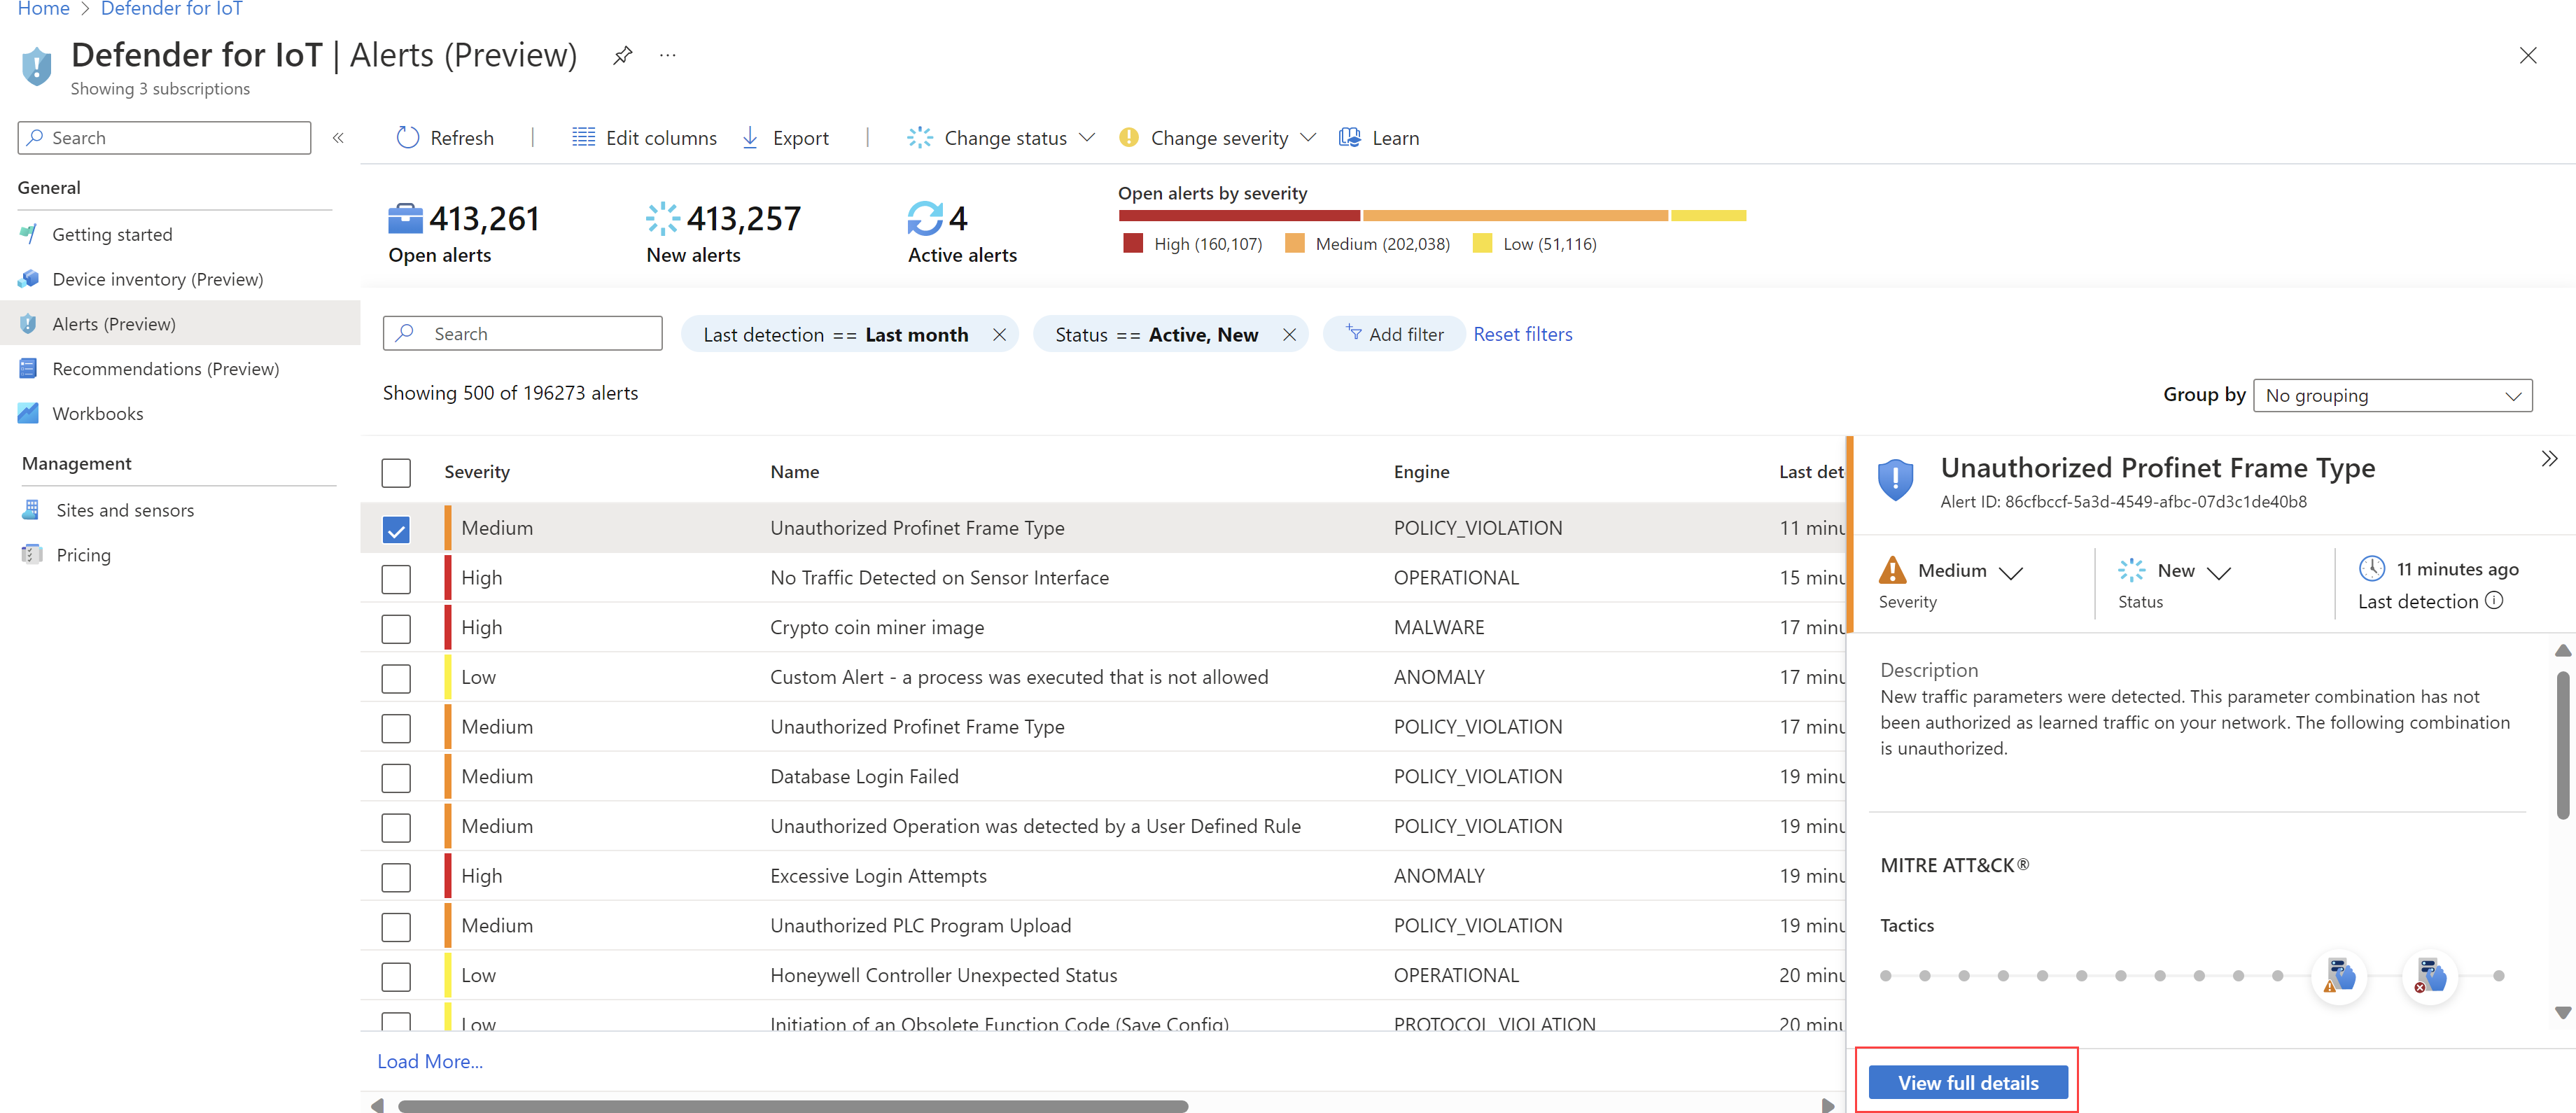 Home > Defender for IoT
Defender for IoT | Alerts (Preview) ...
Showing 3 subscriptions
Search «
General
Getting started
Device inventory (Preview)
Alerts (Preview)
Recommendations (Preview)
Workbooks
Management
Sites and sensors
Pricing
Refresh | Edit columns Export | Change status Change severity Learn
413,261
Open alerts
413,257
New alerts
4
Active alerts
Open alerts by severity
High (160,107) Medium (202,038) Low (51,116)
Search Last detection == Last month Status == Active, New Add filter Reset filters
Showing 500 of 196273 alerts
Group by No grouping
Severity Name Engine Last det
Medium Unauthorized Profinet Frame Type POLICY_VIOLATION 11 minu
High No Traffic Detected on Sensor Interface OPERATIONAL 15 minu
High Crypto coin miner image MALWARE 17 minu
Low Custom Alert - a process was executed that is not allowed ANOMALY 17 minu
Medium Unauthorized Profinet Frame Type POLICY_VIOLATION 17 minu
Medium Database Login Failed POLICY_VIOLATION 19 minu
Medium Unauthorized Operation was detected by a User Defined Rule POLICY_VIOLATION 19 minu
High Excessive Login Attempts ANOMALY 19 minu
Medium Unauthorized PLC Program Upload POLICY_VIOLATION 19 minu
Low Honeywell Controller Unexpected Status OPERATIONAL 20 minu
Low Initiation of an Obsolete Function Code (Save Config) PROTOCOL_VIOLATION 20 minu
Load More...
Unauthorized Profinet Frame Type
Alert ID: 86cfbccf-5a3d-4549-afbc-07d3c1de40b8
Medium
Severity
New
Status
11 minutes ago
Last detection
Description
New traffic parameters were detected. This parameter combination has not
been authorized as learned traffic on your network. The following combination
is unauthorized.
MITRE ATT&CK®
Tactics
View full details